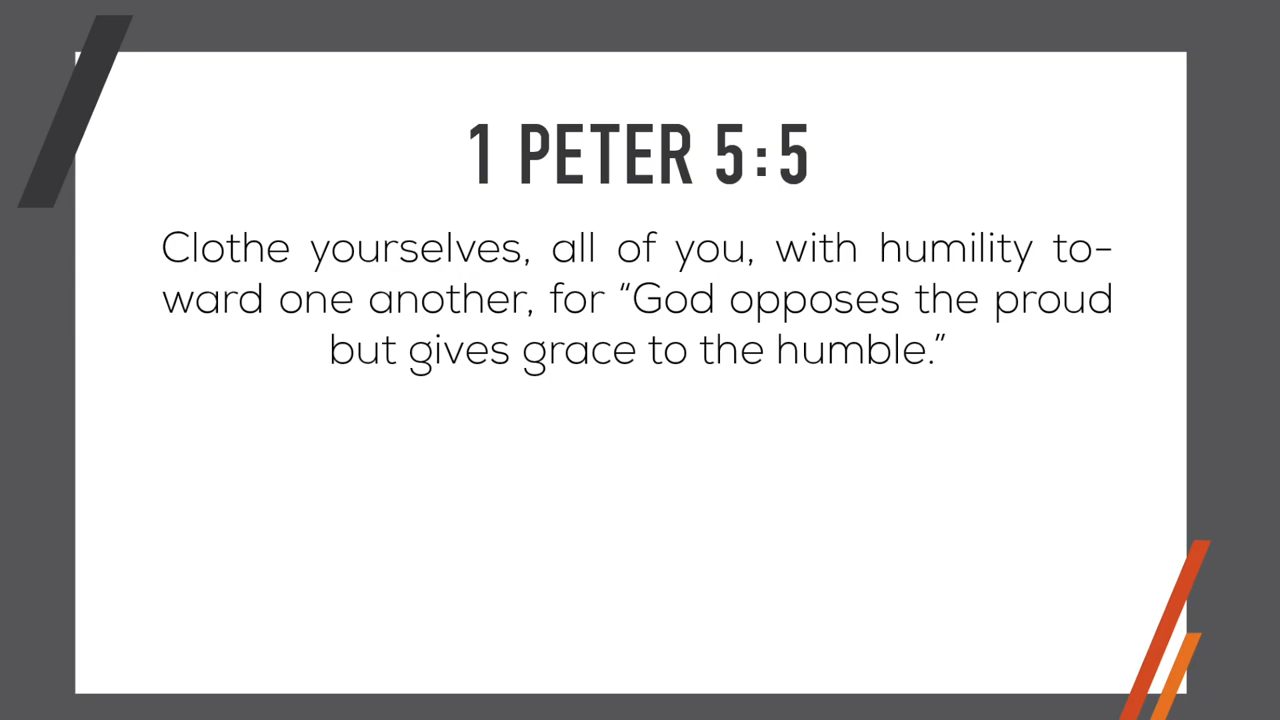 1 PETER 5:5
Clothe yourselves, all of you, with humility to-
ward one another, for “God opposes the proud
but gives grace to the humble.”